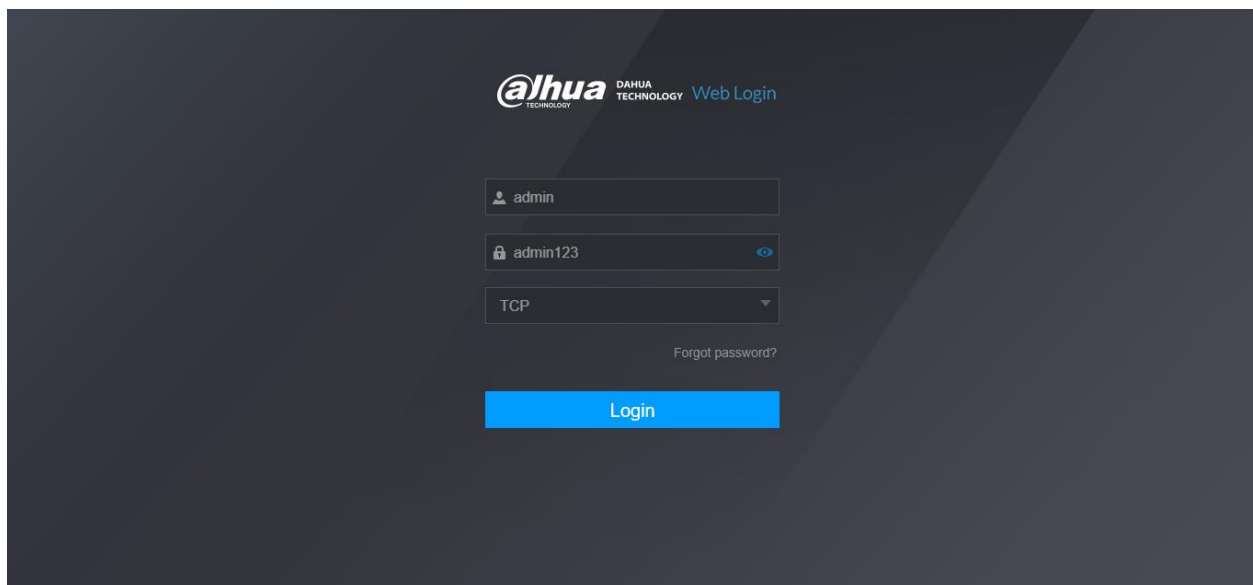 alhua TECHNOLOGY DAHUA TECHNOLOGY Web Login
admin
admin123
TCP
Forgot password?
Login